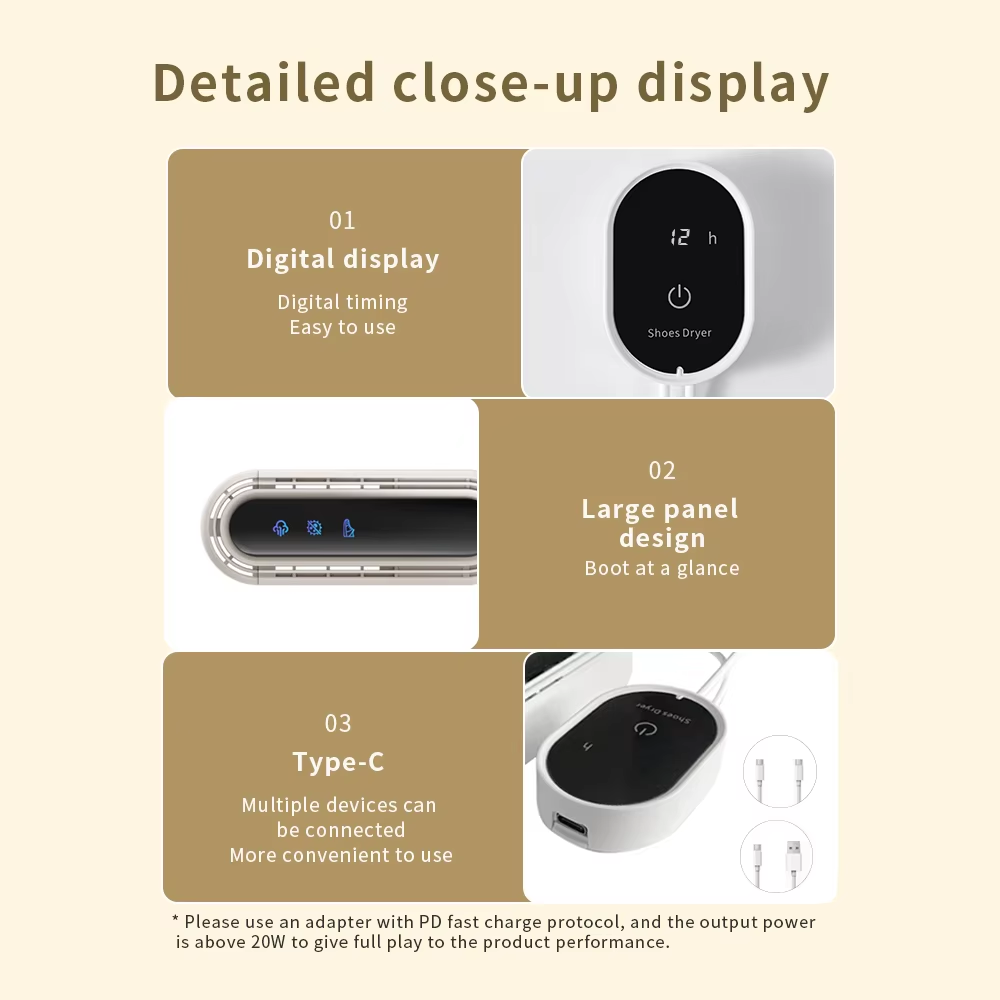 Detailed close-up display
01
Digital display
Digital timing
Easy to use
12 h
Shoes Dryer
02
Large panel
design
Boot at a glance
03
Type-C
Multiple devices can
be connected
More convenient to use
Shoes Dryer
h
* Please use an adapter with PD fast charge protocol, and the output power
is above 20W to give full play to the product performance.